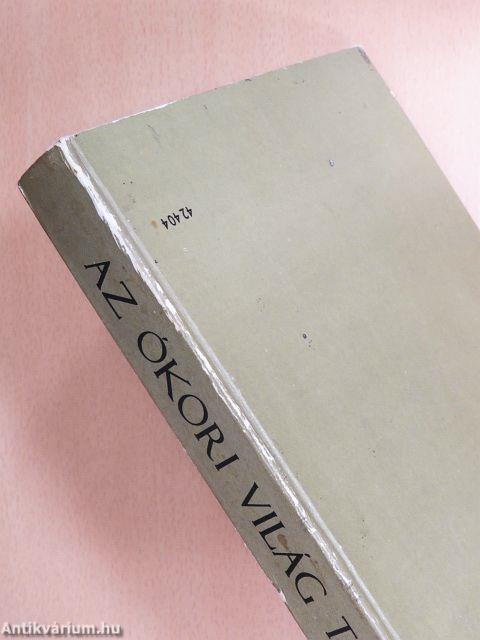 42404
AZ ÓKORI VILÁG T
Antikvárium.hu